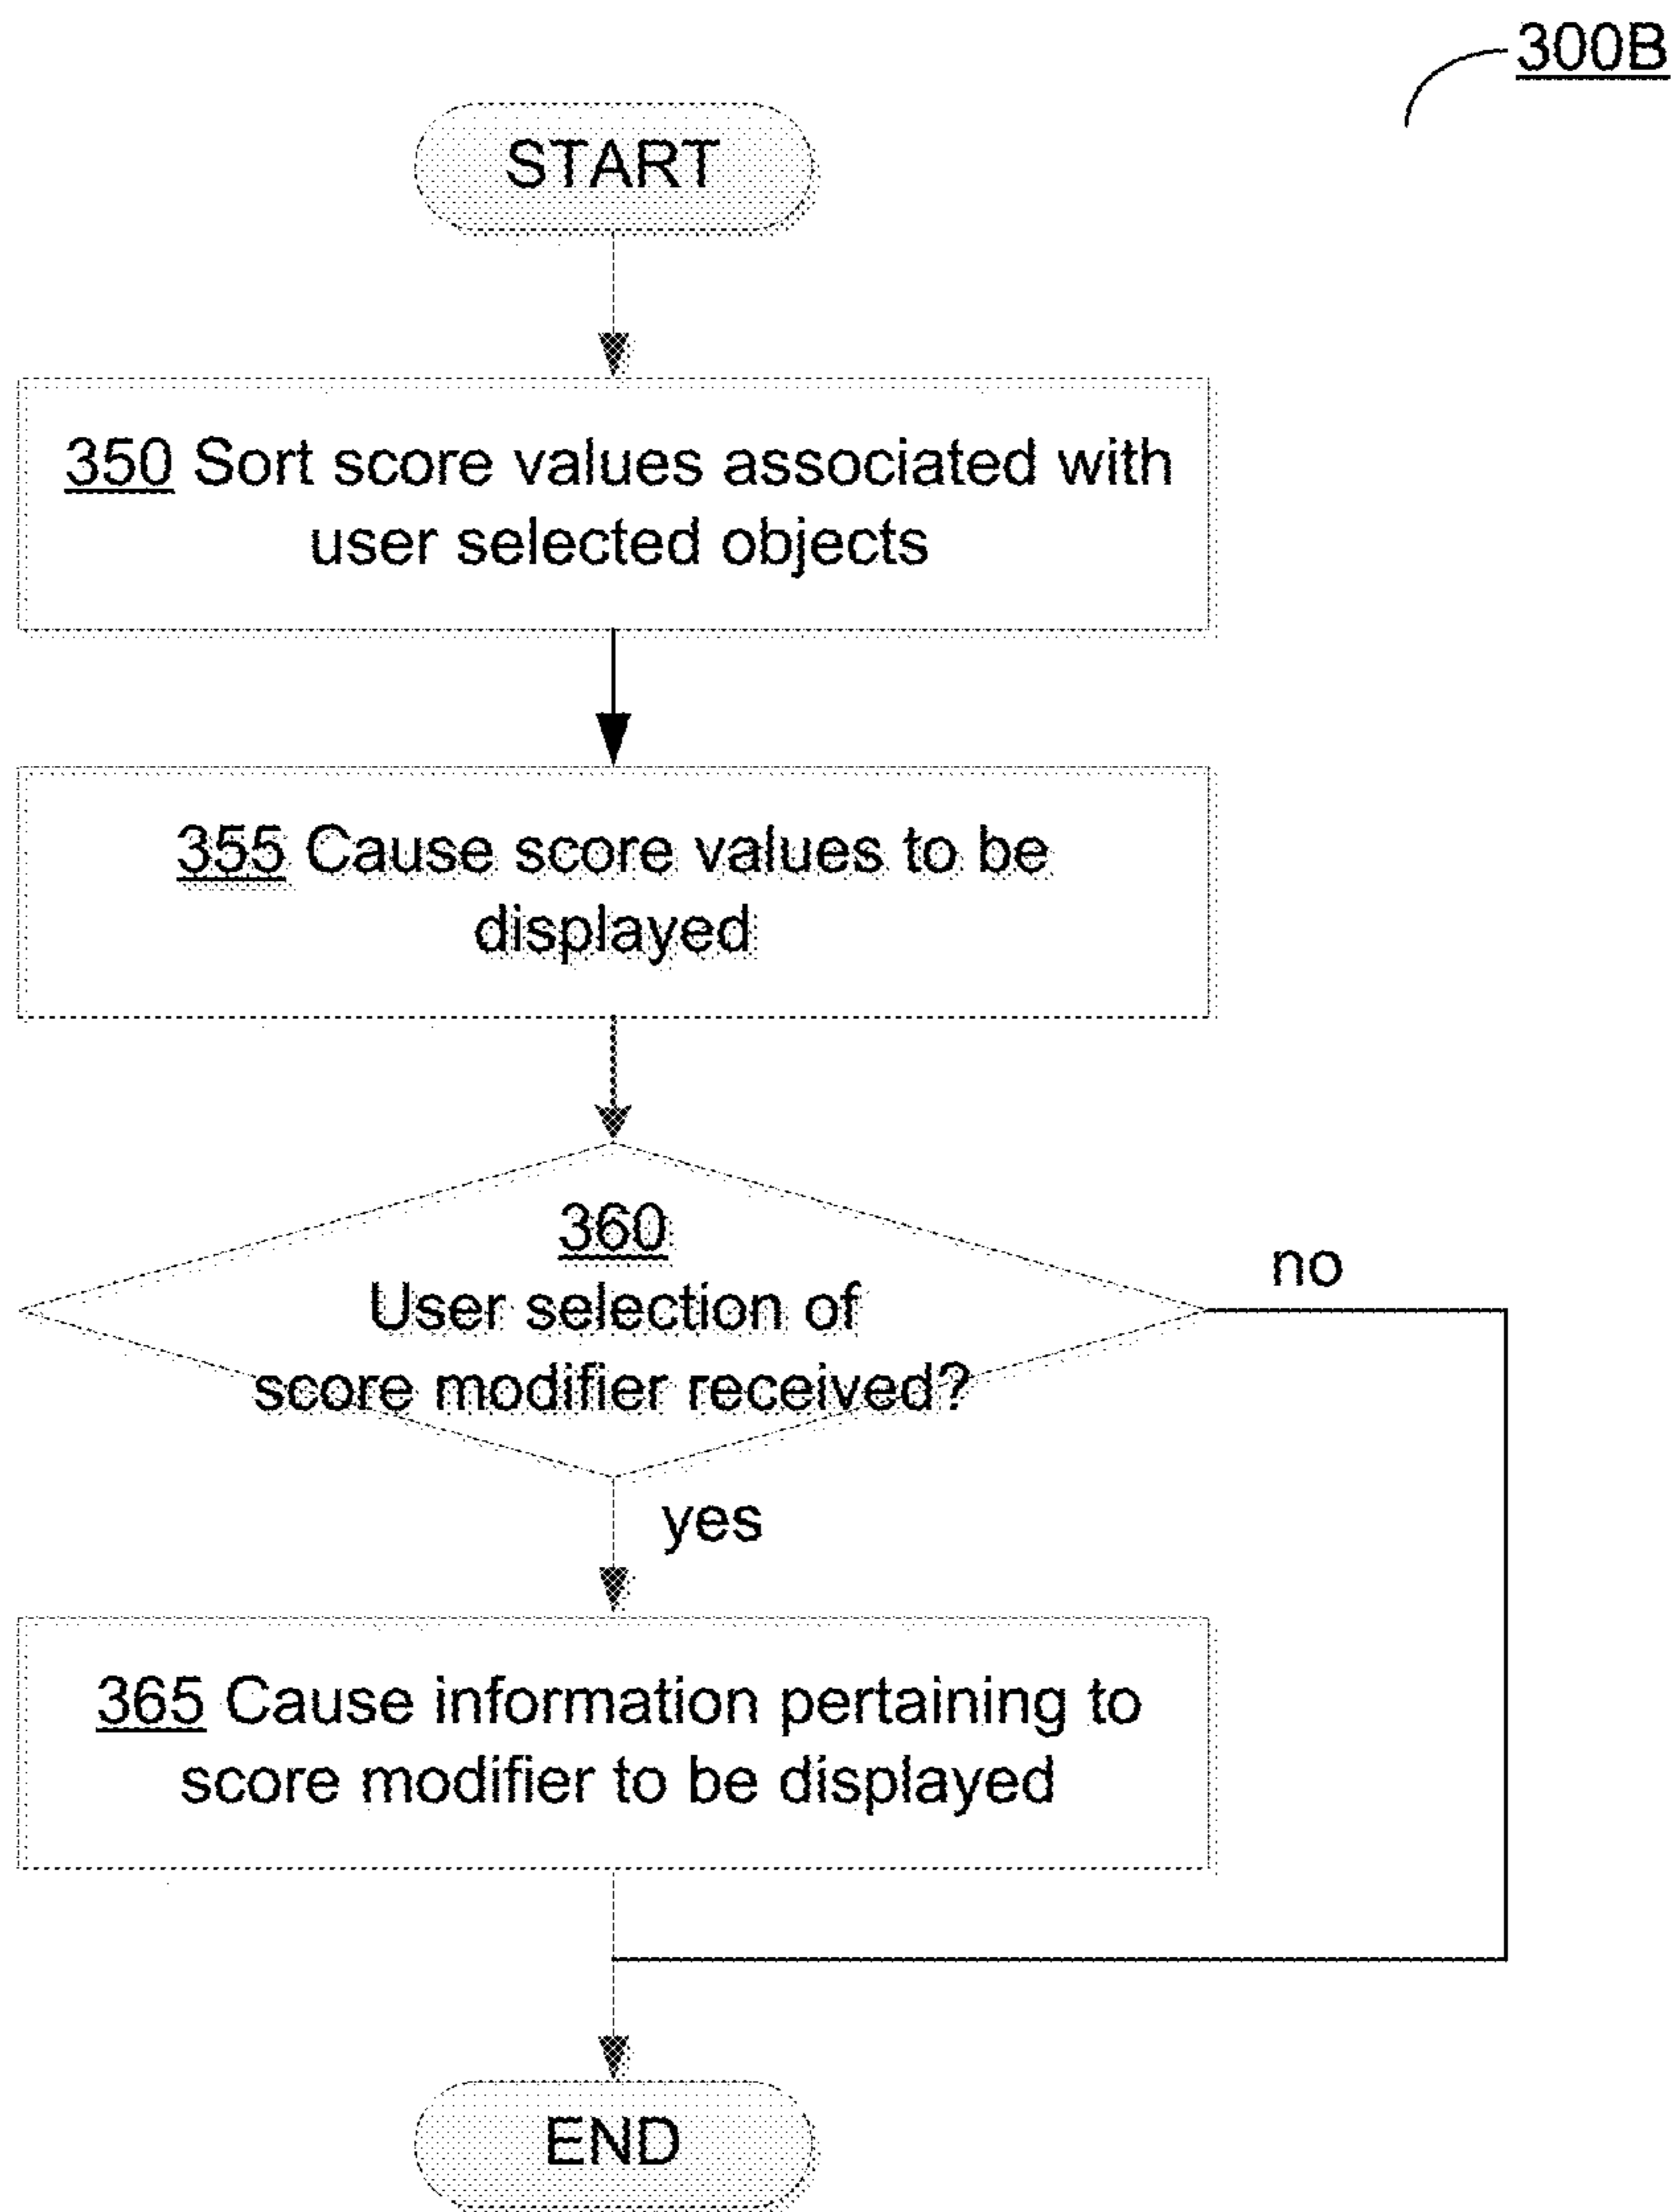 300B
START
350 Sort score values associated with
user selected objects
355 Cause score values to be
displayed
360
User selection of
score modifier received?
no
yes
365 Cause information pertaining to
score modifier to be displayed
END